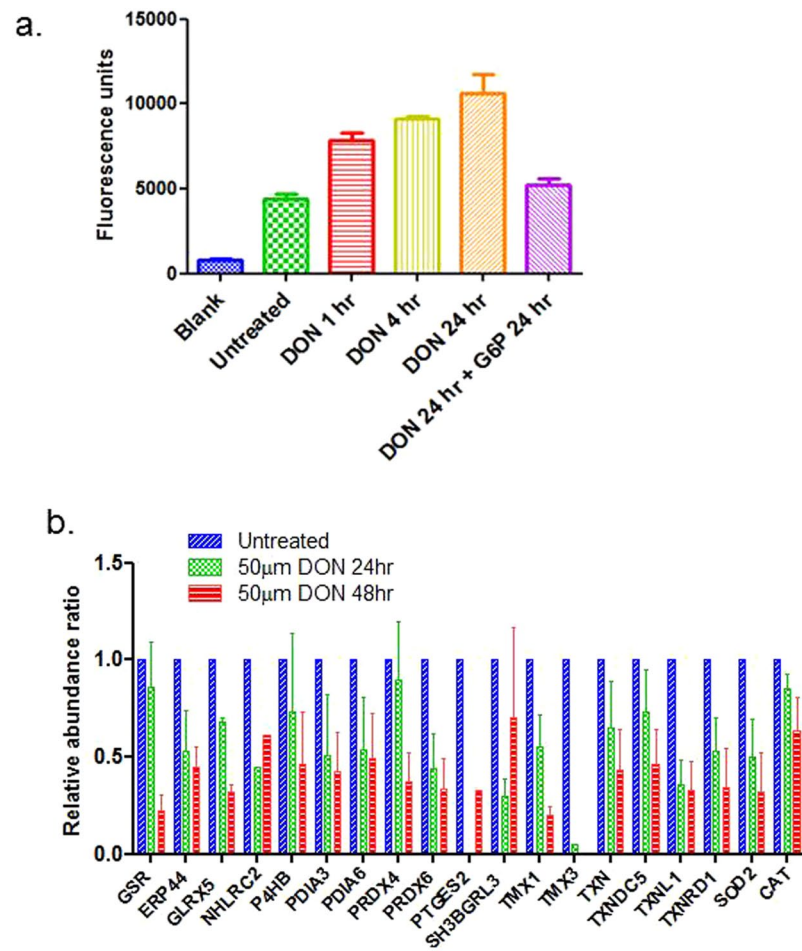 a.
15000
10000
5000
0
Fluorescence units
Blank
Untreated
DON 1 hr
DON 4 hr
DON 24 hr
DON 24 hr + G6P 24 hr
b.
Untreated
50μm DON 24hr
50μm DON 48hr
1.5
1.0
0.5
0.0
Relative abundance ratio
GSR
ERP44
GLRX5
NHLRC2
P4HB
PDIA3
PDIA6
PRDX4
PRDX6
PTGES2
SH3BGRL3
TMX1
TMX3
TXN
TXNDC5
TXNL1
TXNRD1
SOD2
CAT